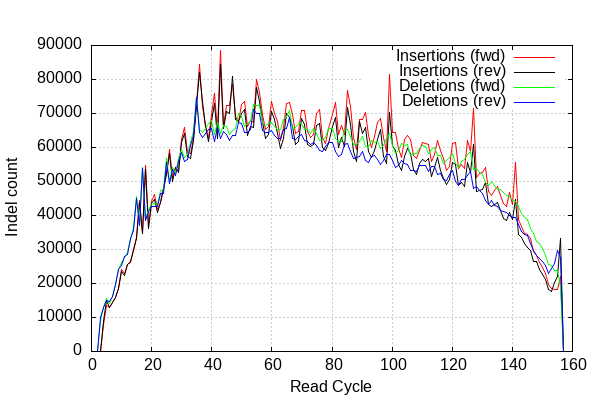 90000
80000
70000
60000
50000
40000
30000
20000
10000
0
Indel count
Insertions (fwd)
Insertions (rev)
Deletions (fwd)
Deletions (rev)
0 20 40 60 80 100 120 140 160
Read Cycle